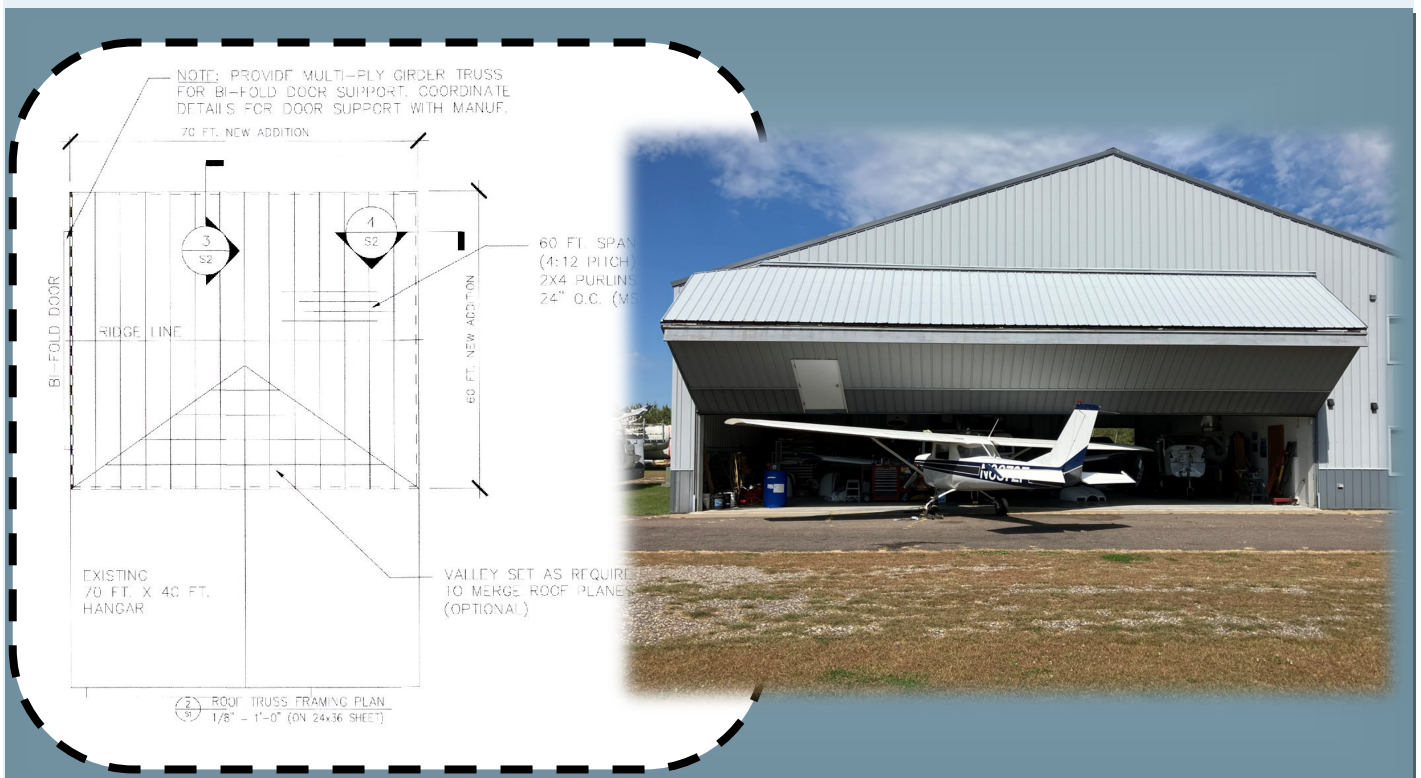 NOTE: PROVIDE MULTI-PLY GIRDER TRUSS
FOR BI-FOLD DOOR SUPPORT. COORDINATE
DETAILS FOR DOOR SUPPORT WITH MANUF.
70 FT. NEW ADDITION
3
S2
4
S2
60 FT. SPAN
(4:12 PITCH)
2X4 PURLINS
24" O.C.
BI-FOLD DOOR
RIDGE LINE
60 FT. NEW ADDITION
EXISTING
70 FT. X 40 FT.
HANGAR
VALLEY SET AS
TO MERGE ROOF PLANES
(OPTIONAL)
2
S1
ROOF TRUSS FRAMING PLAN
1/8" - 1'-0" (ON 24x36 SHEET)